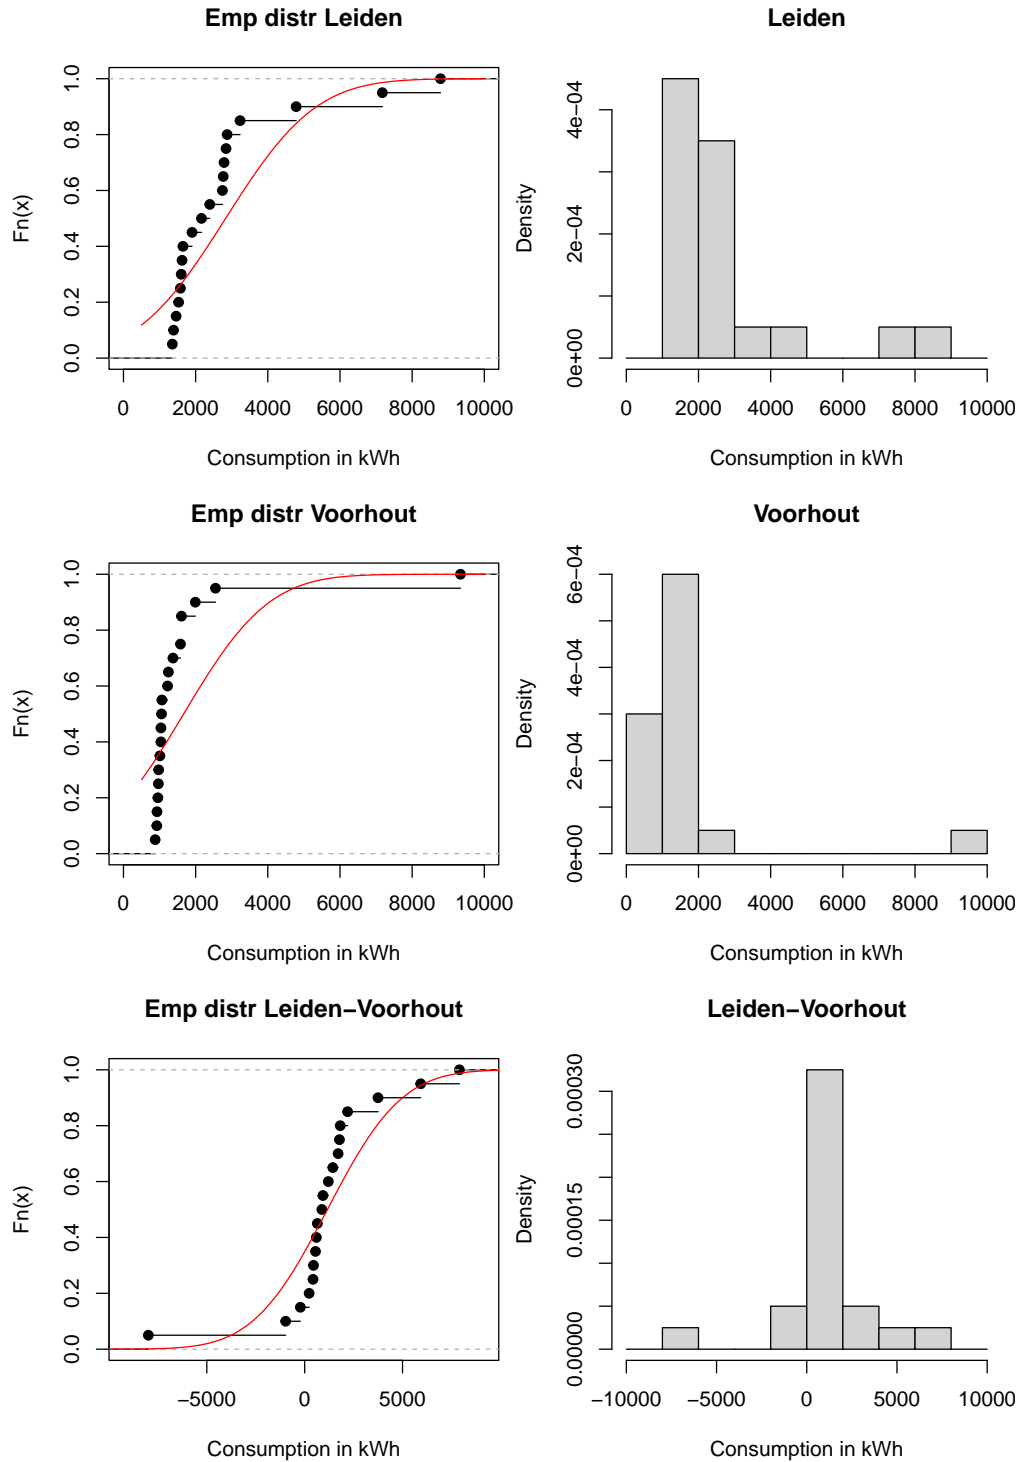 Emp distr Leiden
Fn(x)
0.0 0.2 0.4 0.6 0.8 1.0
0 2000 4000 6000 8000 10000
Consumption in kWh
Leiden
Density
0e+00 2e−04 4e−04
0 2000 4000 6000 8000 10000
Consumption in kWh
Emp distr Voorhout
Fn(x)
0.0 0.2 0.4 0.6 0.8 1.0
0 2000 4000 6000 8000 10000
Consumption in kWh
Voorhout
Density
0e+00 2e−04 4e−04 6e−04
0 2000 4000 6000 8000 10000
Consumption in kWh
Emp distr Leiden−Voorhout
Fn(x)
0.0 0.2 0.4 0.6 0.8 1.0
−5000 0 5000
Consumption in kWh
Leiden−Voorhout
Density
0.00000 0.00015 0.00030
−10000 −5000 0 5000 10000
Consumption in kWh